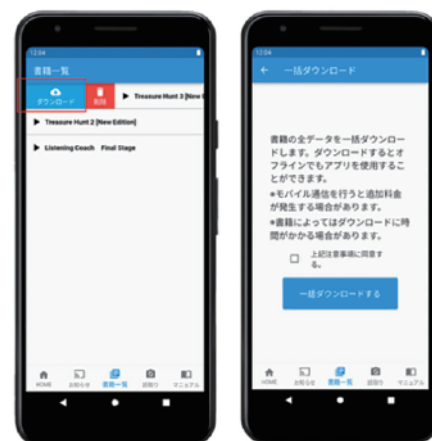 12:04
書籍一覧
ダウンロード
削除
▶ Treasure Hunt 3 [New E
▶ Treasure Hunt 2 [New Edition]
▶ Listening Coach Final Stage
HOME
お知らせ
書籍一覧
読取り
マニュアル
12:04
← 一括ダウンロード
書籍の全データを一括ダウンロー
ドします。ダウンロードするとオ
フラインでもアプリを使用するこ
とができます。
*モバイル通信を行うと追加料金
が発生する場合があります。
*書籍によってはダウンロードに時
間がかかる場合があります。
上記注意事項に同意す
る。
一括ダウンロードする
HOME
お知らせ
書籍一覧
読取り
マニュアル